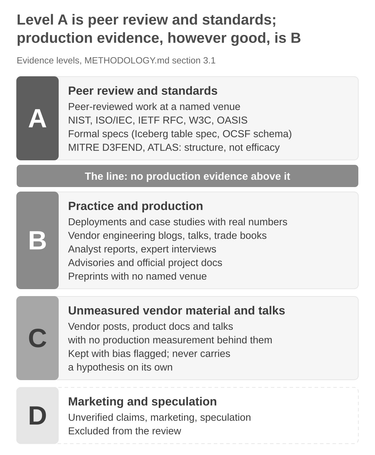 Level A is peer review and standards;
production evidence, however good, is B
Evidence levels, METHODOLOGY.md section 3.1
A
Peer review and standards
Peer-reviewed work at a named venue
NIST, ISO/IEC, IETF RFC, W3C, OASIS
Formal specs (Iceberg table spec, OCSF schema)
MITRE D3FEND, ATLAS: structure, not efficacy
The line: no production evidence above it
B
Practice and production
Deployments and case studies with real numbers
Vendor engineering blogs, talks, trade books
Analyst reports, expert interviews
Advisories and official project docs
Preprints with no named venue
C
Unmeasured vendor material and talks
Vendor posts, product docs and talks
with no production measurement behind them
Kept with bias flagged; never carries
a hypothesis on its own
D
Marketing and speculation
Unverified claims, marketing, speculation
Excluded from the review